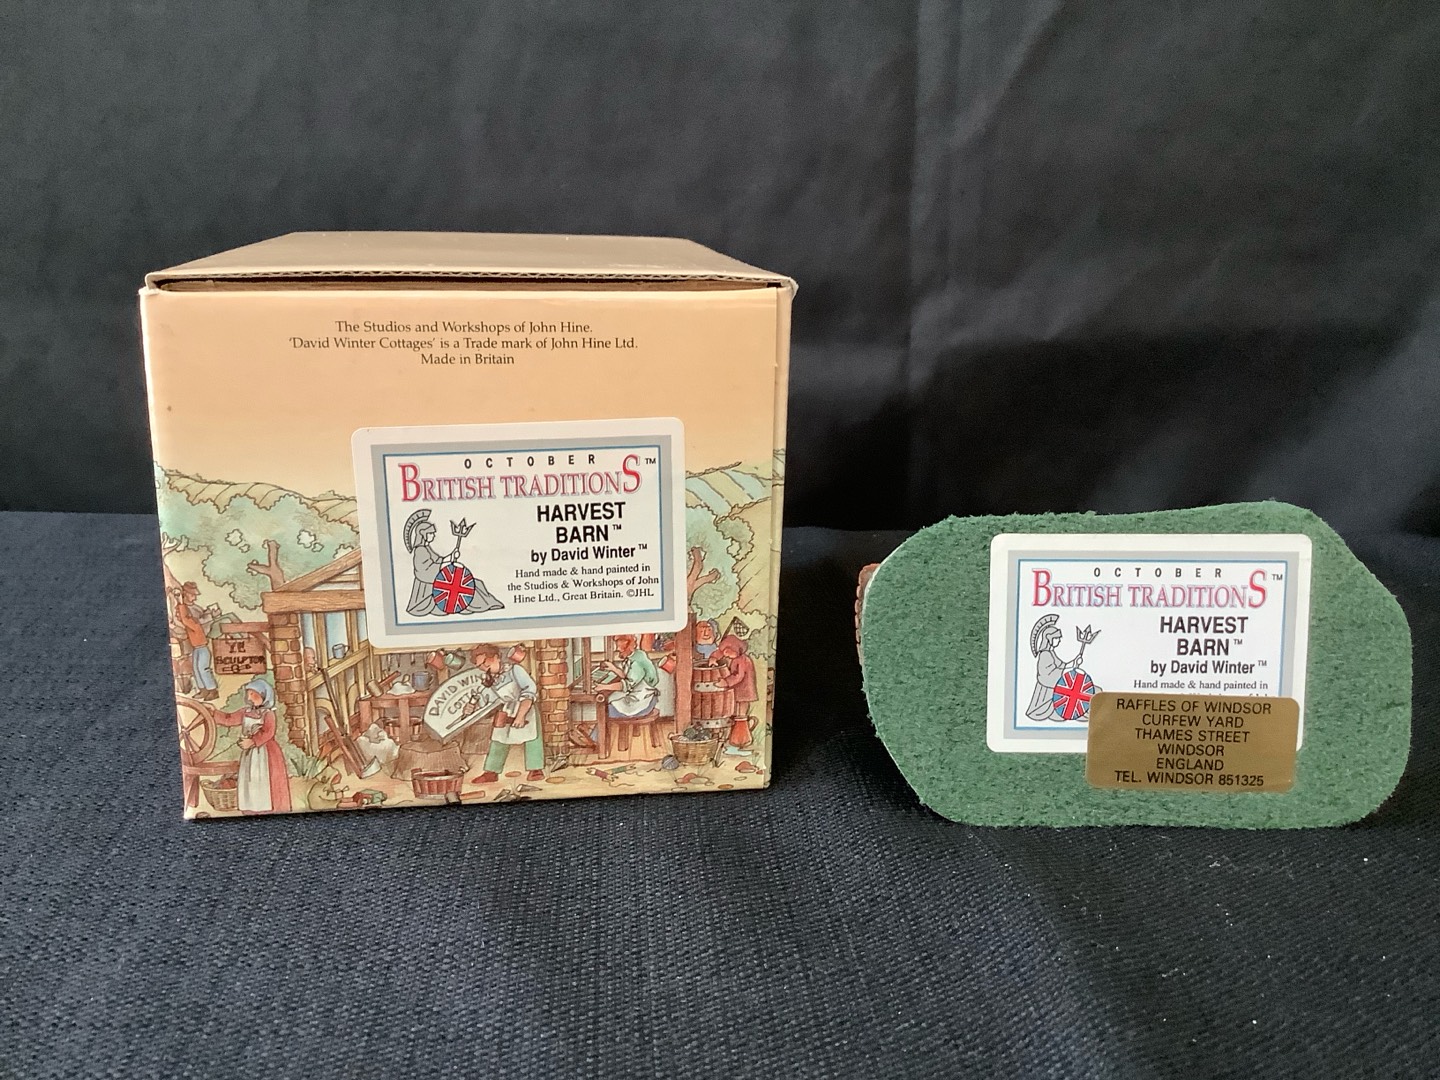 The Studios and Workshops of John Hine.
'David Winter Cottages' is a Trade mark of John Hine Ltd.
Made in Britain
OCTOBER
BRITISH TRADITIONS™
HARVEST
BARN™
by David Winter™
Hand made & hand painted in
the Studios & Workshops of John
Hine Ltd., Great Britain. ©JHL
YE
SCULPTOR
DAVID WIN
COTTA
OCTOBER
BRITISH TRADITIONS™
HARVEST
BARN™
by David Winter™
Hand made & hand painted in
RAFFLES OF WINDSOR
CURFEW YARD
THAMES STREET
WINDSOR
ENGLAND
TEL. WINDSOR 851325